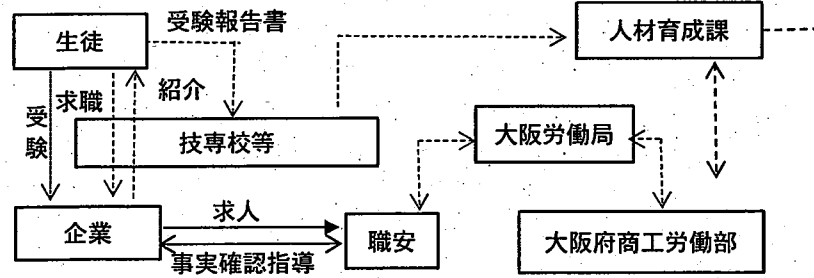 受験報告書
生徒
人材育成課
紹介
求職
受験
技専校等
大阪労働局
求人
企業
職安
大阪府商工労働部
事実確認指導